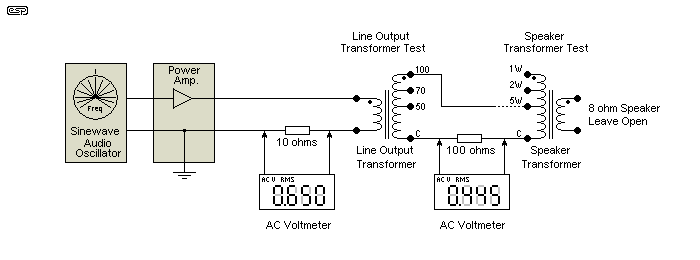 esp
Line Output
Transformer Test
Speaker
Transformer Test
Power
Amp.
Freq
Sinewave
Audio
Oscillator
100
70
50
C
1W
2W
5W
C
8 ohm Speaker
Leave Open
10 ohms
100 ohms
Line Output
Transformer
Speaker
Transformer
AC V RMS
0.650
AC V RMS
0.445
AC Voltmeter
AC Voltmeter